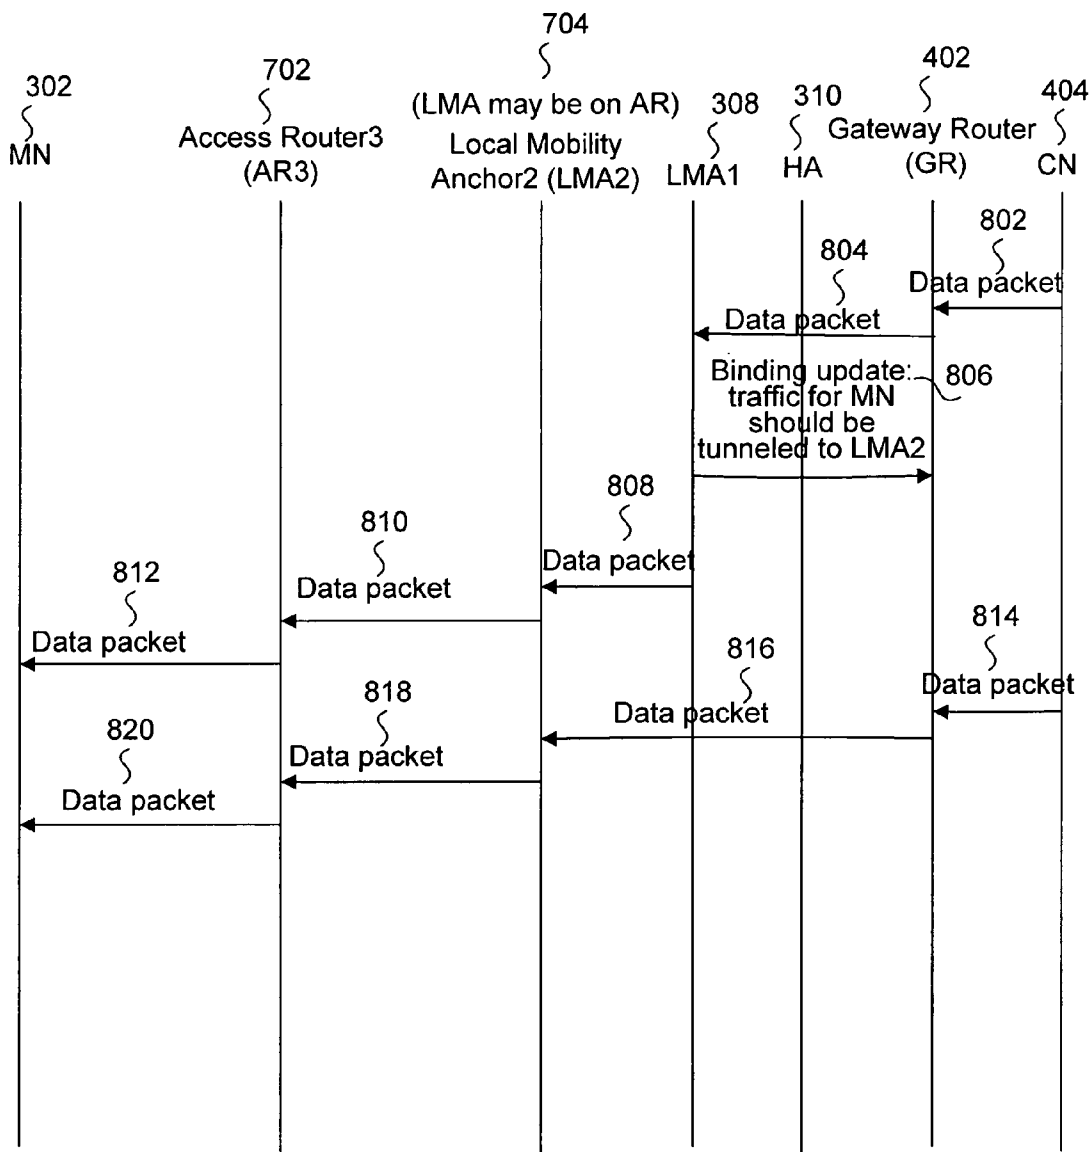 704
402
702
302
308
310
404
(LMA may be on AR)
Gateway Router
(GR)
Access Router3
(AR3)
Local Mobility
Anchor2 (LMA2)
MN
LMA1
HA
CN
802
804
Data packet
Data packet
Binding update:
traffic for MN
should be
tunneled to LMA2
806
808
810
Data packet
812
Data packet
Data packet
814
816
818
Data packet
Data packet
820
Data packet
Data packet